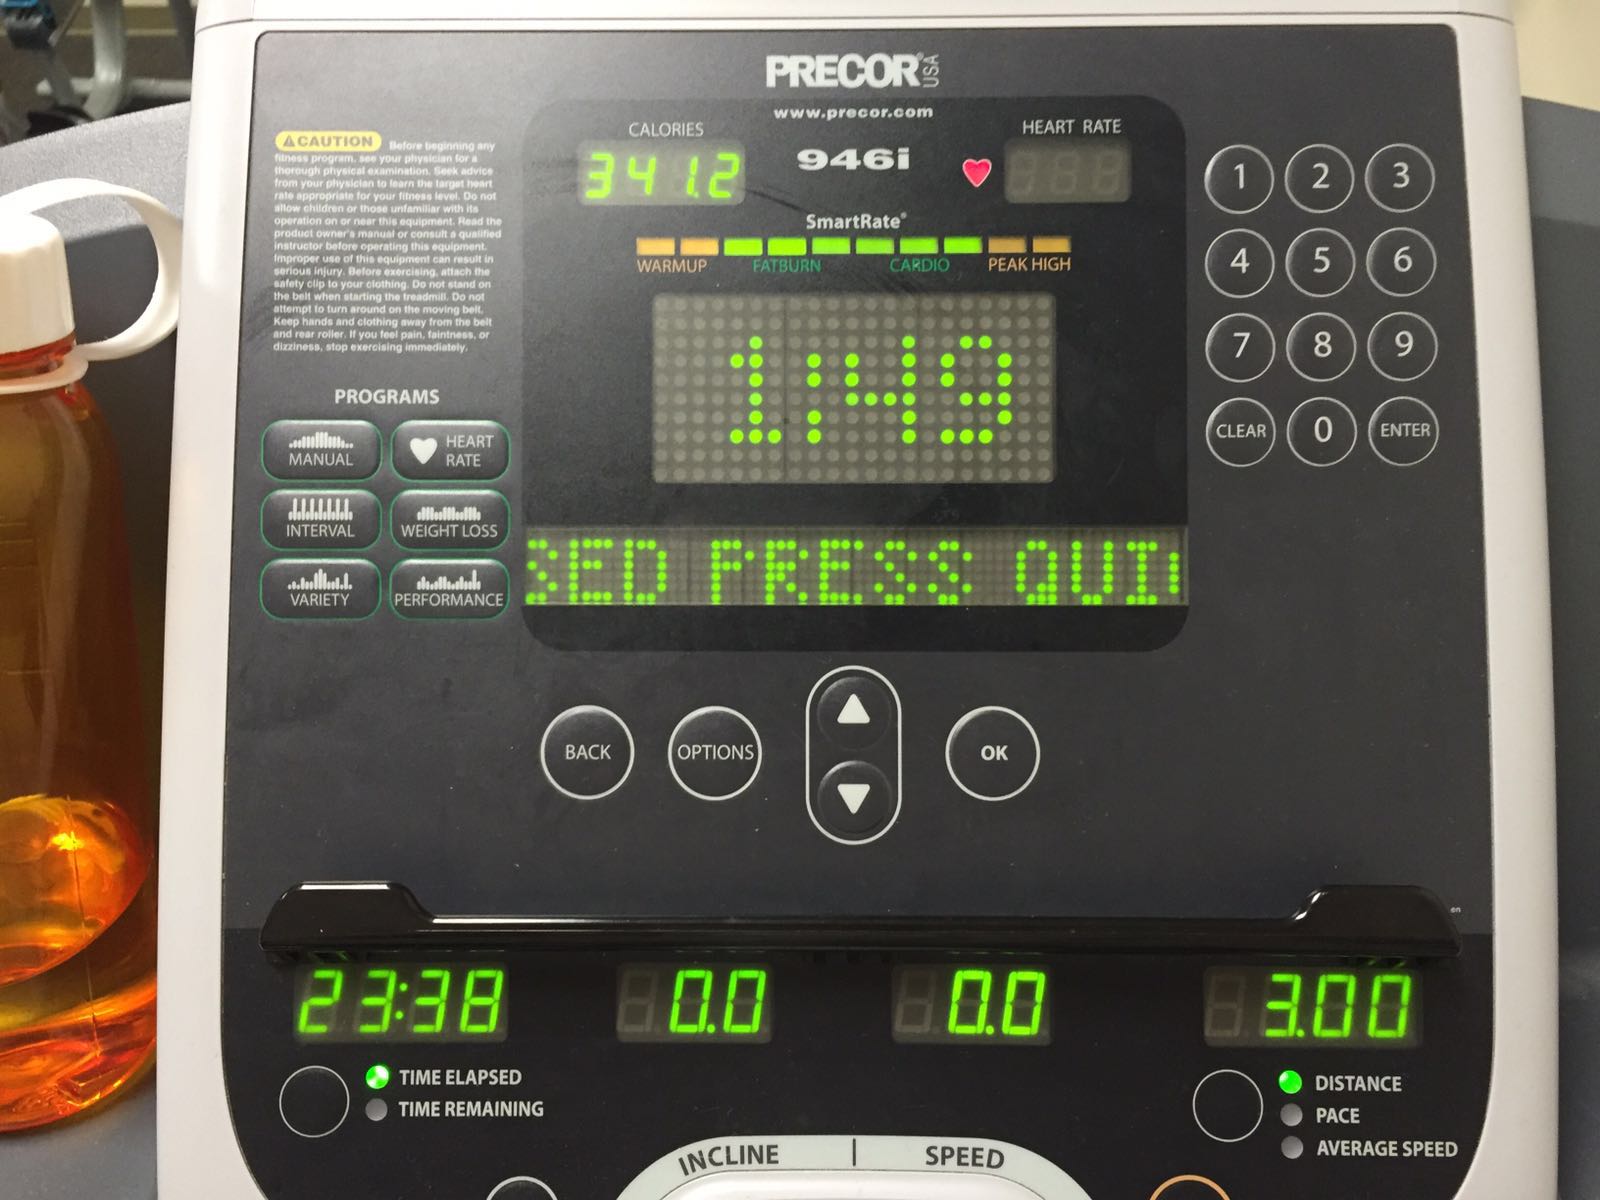 PRECOR USA
www.precor.com
CALORIES
HEART RATE
341.2
946i
SmartRate®
WARMUP FATBURN CARDIO PEAK HIGH
CAUTION Before beginning any
fitness program, see your physician for a
thorough physical examination. Seek advice
from your physician to learn the target heart
rate appropriate for your fitness level. Do not
allow children or those unfamiliar with its
operation on or near this equipment. Read the
product owner's manual or consult a qualified
instructor before operating this equipment.
Improper use of this equipment can result in
serious injury. Before exercising, attach the
safety clip to your clothing. Do not stand on
the belt when starting the treadmill. Do not
attempt to turn around on the moving belt.
Keep hands and clothing away from the belt
and rear roller. If you feel pain, faintness, or
dizziness, stop exercising immediately.
1:49
1 2 3
4 5 6
7 8 9
CLEAR 0 ENTER
PROGRAMS
MANUAL
HEART
RATE
INTERVAL
WEIGHT LOSS
VARIETY
PERFORMANCE
SED PRESS QUI
BACK
OPTIONS
OK
en
23:38
0.0
0.0
3.00
TIME ELAPSED
TIME REMAINING
DISTANCE
PACE
AVERAGE SPEED
INCLINE | SPEED